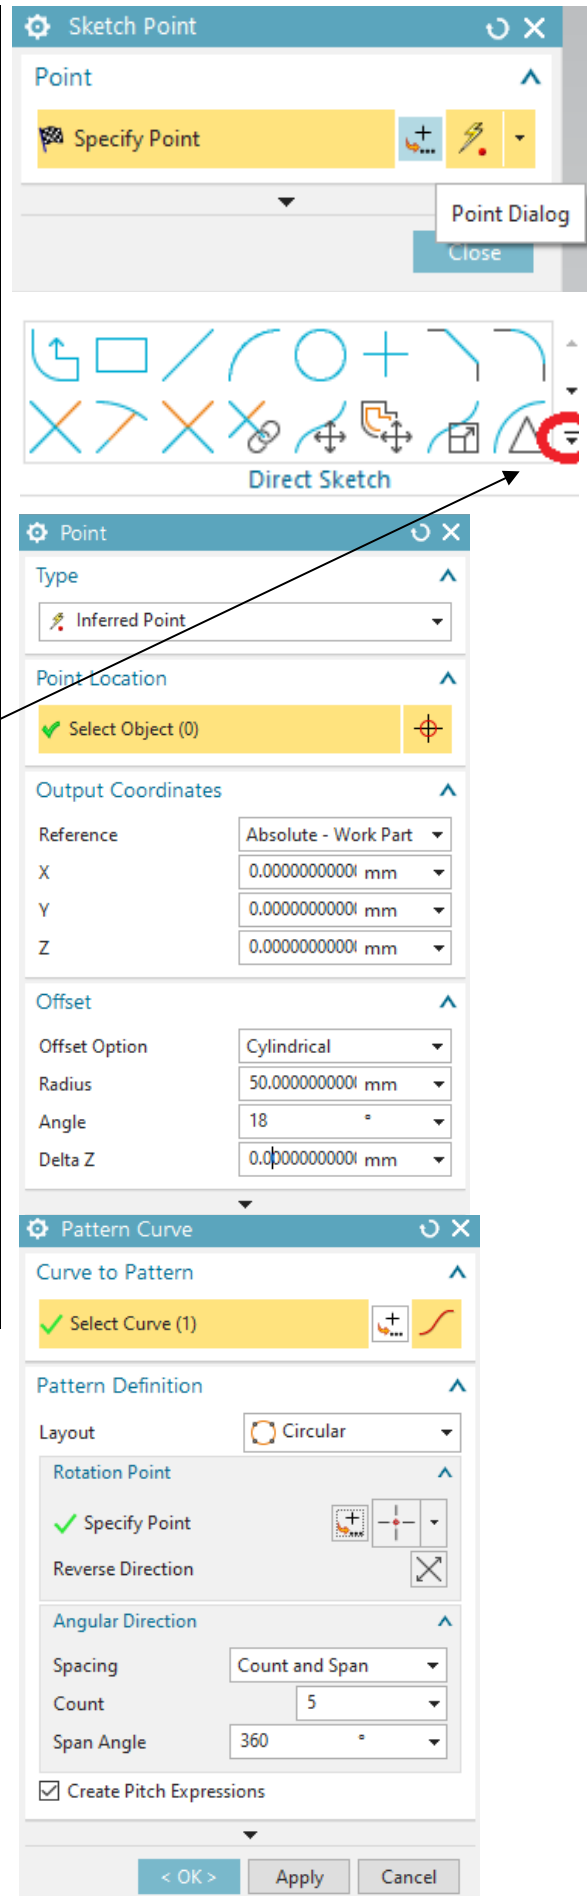 Sketch Point
Point
Specify Point
Point Dialog
Close
Direct Sketch
Point
Type
Inferred Point
Point Location
Select Object (0)
Output Coordinates
Reference Absolute - Work Part
X 0.0000000000 mm
Y 0.0000000000 mm
Z 0.0000000000 mm
Offset
Offset Option Cylindrical
Radius 50.000000000 mm
Angle 18 °
Delta Z 0.0000000000 mm
Pattern Curve
Curve to Pattern
Select Curve (1)
Pattern Definition
Layout Circular
Rotation Point
Specify Point
Reverse Direction
Angular Direction
Spacing Count and Span
Count 5
Span Angle 360 °
Create Pitch Expressions
< OK > Apply Cancel